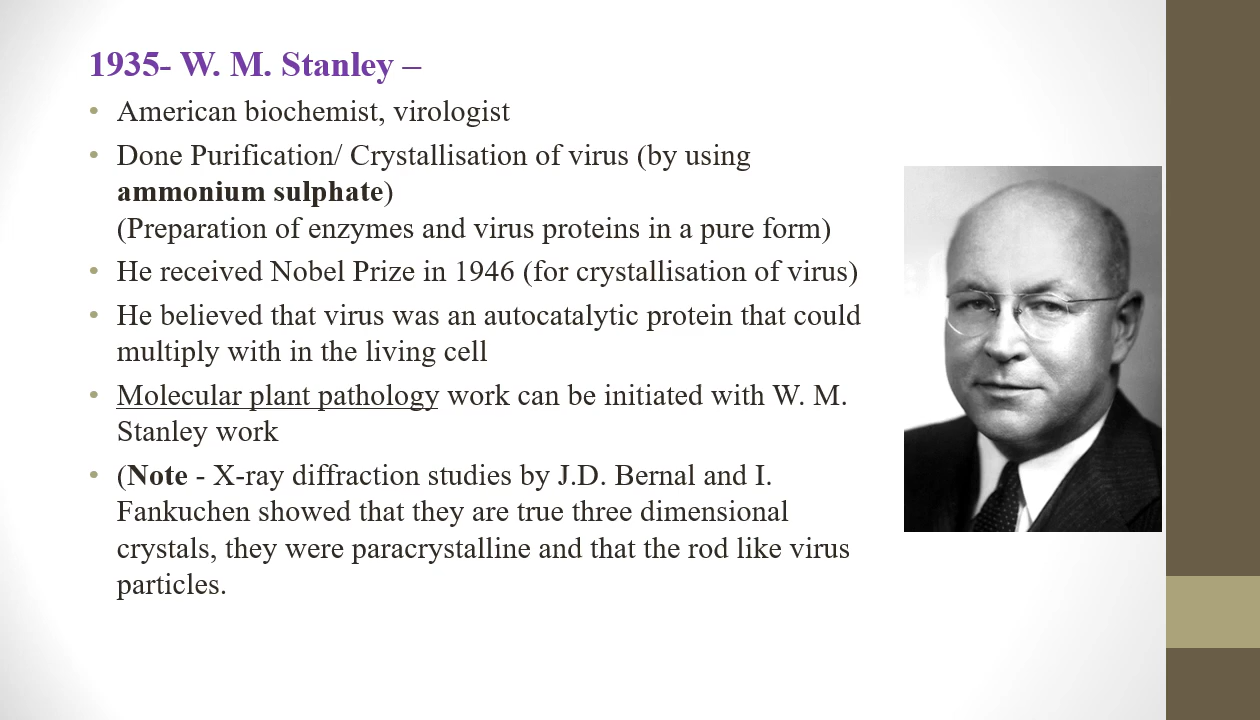 1935- W. M. Stanley –
• American biochemist, virologist
• Done Purification/ Crystallisation of virus (by using
ammonium sulphate)
(Preparation of enzymes and virus proteins in a pure form)
• He received Nobel Prize in 1946 (for crystallisation of virus)
• He believed that virus was an autocatalytic protein that could
multiply with in the living cell
• Molecular plant pathology work can be initiated with W. M.
Stanley work
• (Note - X-ray diffraction studies by J.D. Bernal and I.
Fankuchen showed that they are true three dimensional
crystals, they were paracrystalline and that the rod like virus
particles.